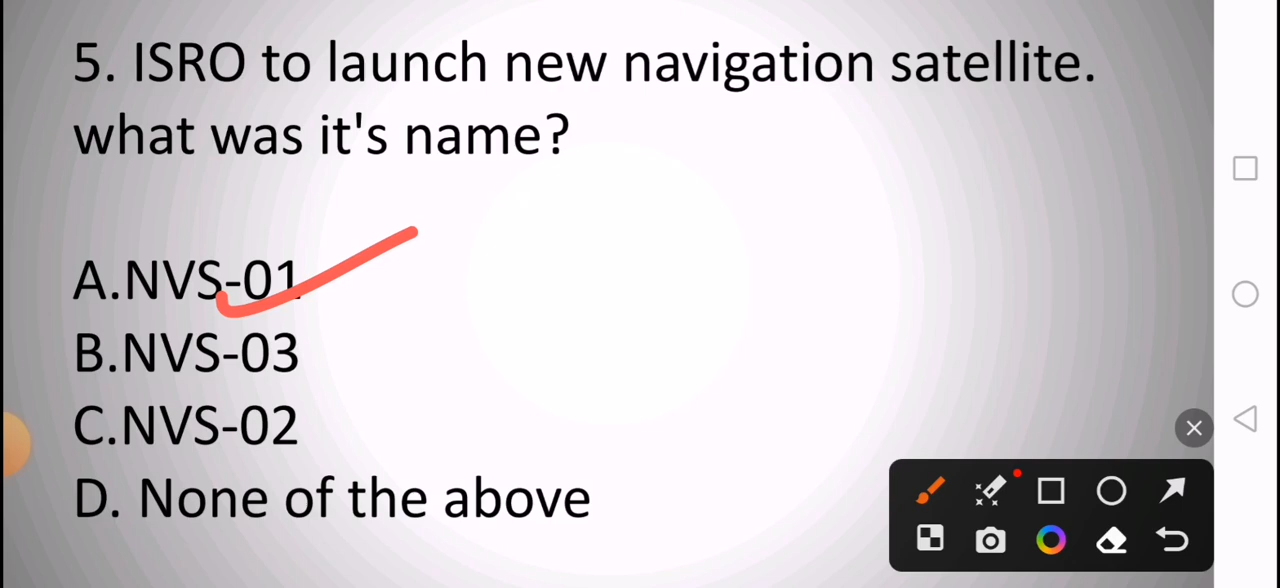 5. ISRO to launch new navigation satellite.
what was it's name?
A.NVS-01
B.NVS-03
C.NVS-02
D. None of the above